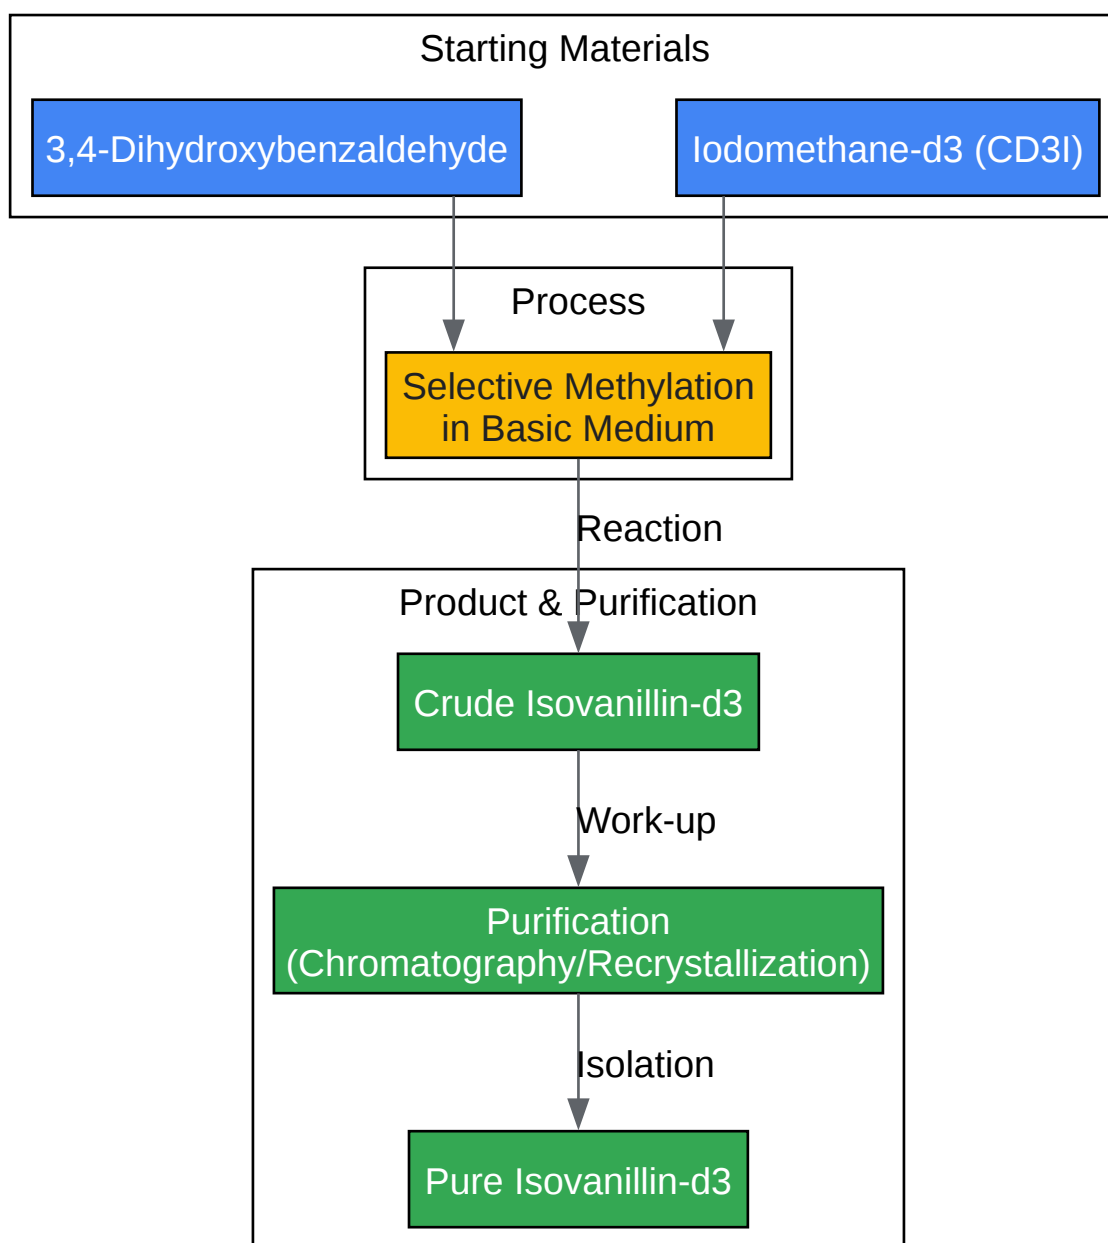 Starting Materials
3,4-Dihydroxybenzaldehyde
Iodomethane-d3 (CD3I)
Process
Selective Methylation
in Basic Medium
Reaction
Product & Purification
Crude Isovanillin-d3
Work-up
Purification
(Chromatography/Recrystallization)
Isolation
Pure Isovanillin-d3